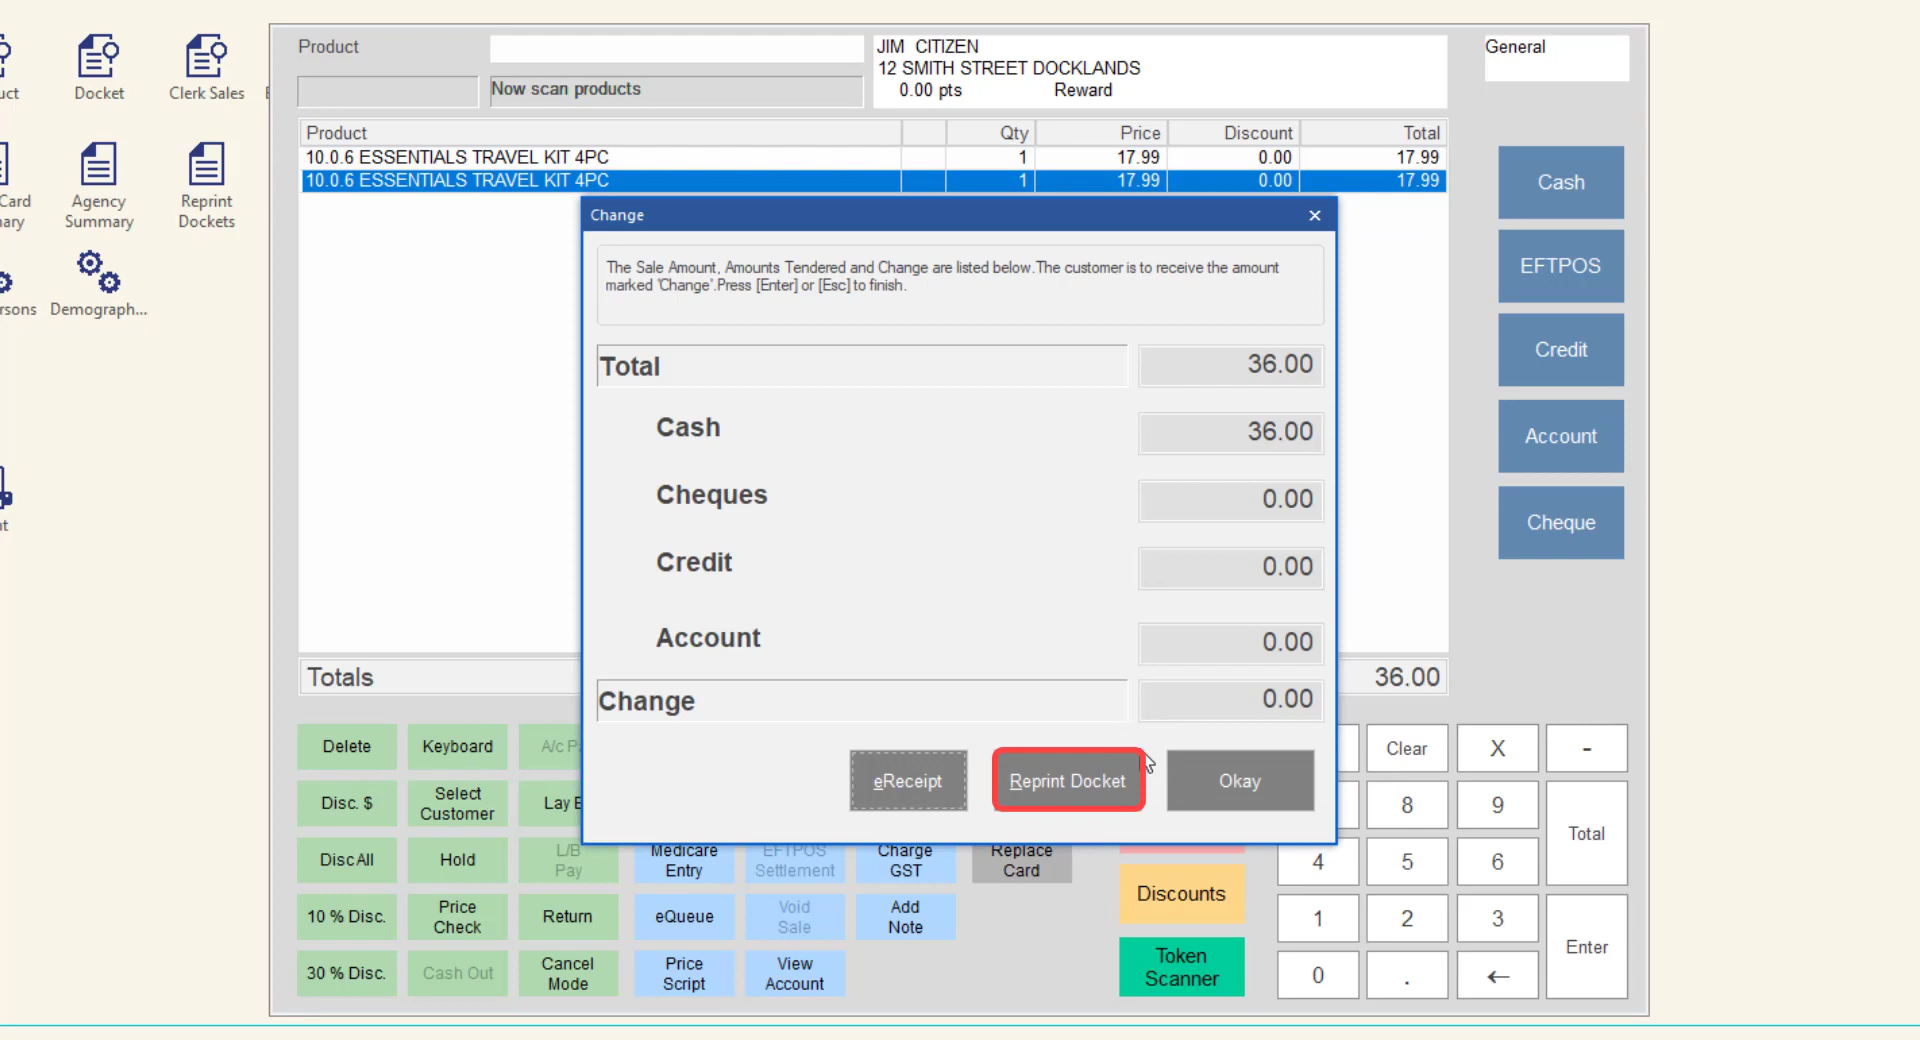 uct
Docket
Clerk Sales
Card
ary
Agency
Summary
Reprint
Dockets
rsons
Demograph...
nt
Product
Now scan products
JIM CITIZEN
12 SMITH STREET DOCKLANDS
0.00 pts Reward
General
Product Qty Price Discount Total
10.0.6 ESSENTIALS TRAVEL KIT 4PC 1 17.99 0.00 17.99
10.0.6 ESSENTIALS TRAVEL KIT 4PC 1 17.99 0.00 17.99
Cash
EFTPOS
Credit
Account
Cheque
Change
The Sale Amount, Amounts Tendered and Change are listed below.The customer is to receive the amount
marked 'Change'.Press [Enter] or [Esc] to finish.
Total 36.00
Cash 36.00
Cheques 0.00
Credit 0.00
Account 0.00
Change 0.00
eReceipt
Reprint Docket
Okay
Totals 36.00
Delete
Keyboard
A/c P
Disc. $
Select
Customer
Lay B
Disc All
Hold
L/B
Pay
Medicare
Entry
EFTPOS
Settlement
Charge
GST
Replace
Card
10 % Disc.
Price
Check
Return
eQueue
Void
Sale
Add
Note
30 % Disc.
Cash Out
Cancel
Mode
Price
Script
View
Account
Discounts
Token
Scanner
Clear X -
8 9
Total
4 5 6
1 2 3
Enter
0 . ←